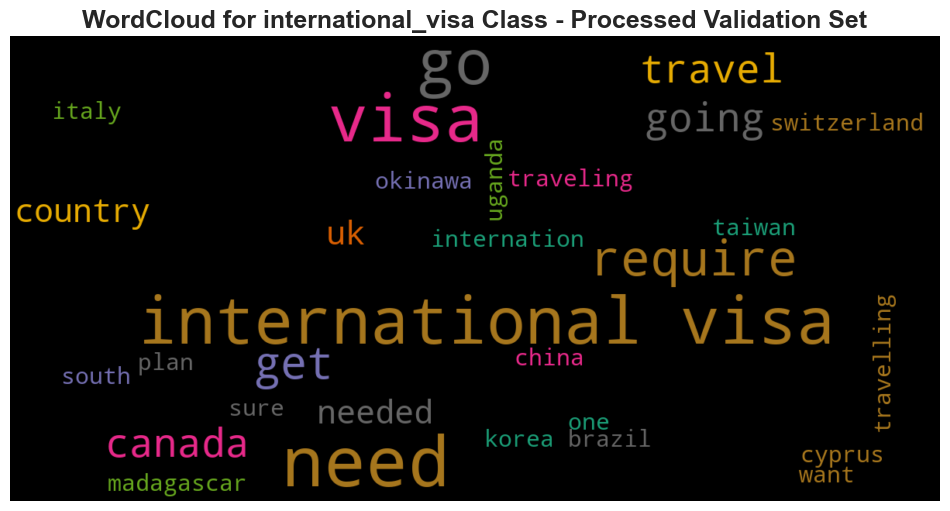 WordCloud for international_visa Class - Processed Validation Set
go
travel
visa
italy
going
switzerland
uganda
okinawa
traveling
country
uk
internation
taiwan
require
international visa
travelling
get
china
plan
south
sure
needed
one
canada
korea
brazil
need
cyprus
want
madagascar